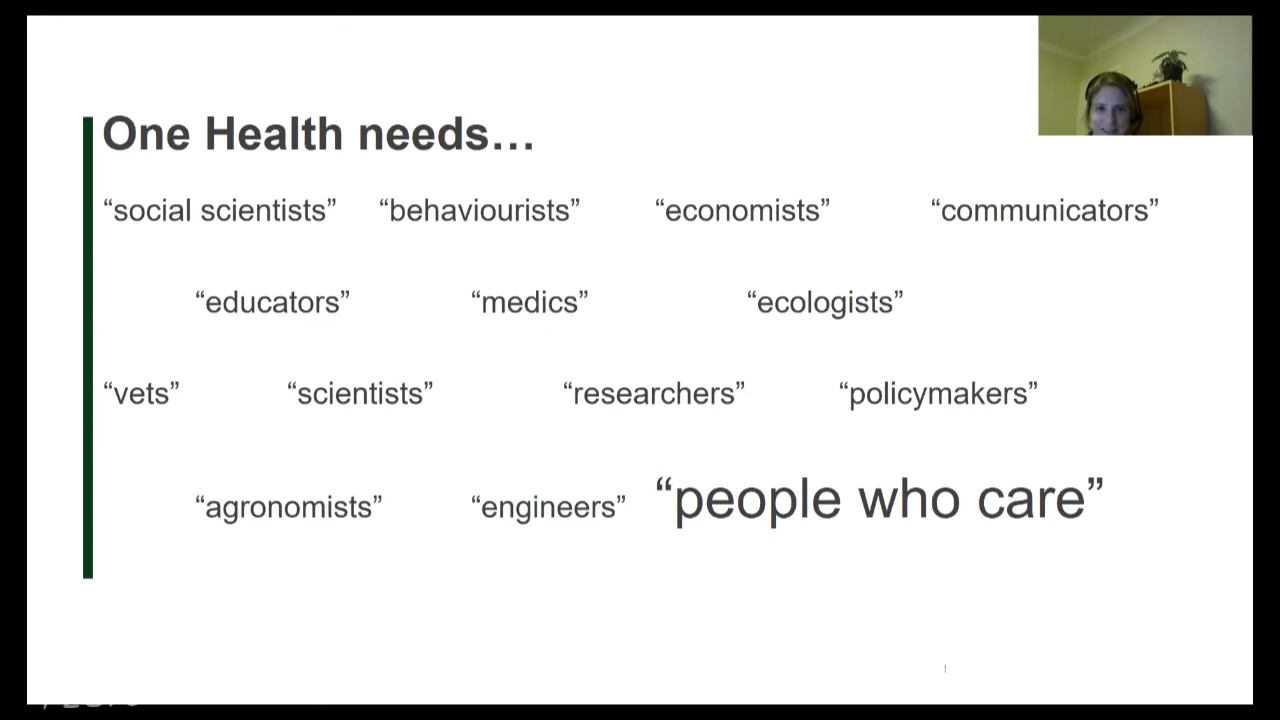 One Health needs…
“social scientists” “behaviourists” “economists” “communicators”
“educators” “medics” “ecologists”
“vets” “scientists” “researchers” “policymakers”
“agronomists” “engineers” “people who care”